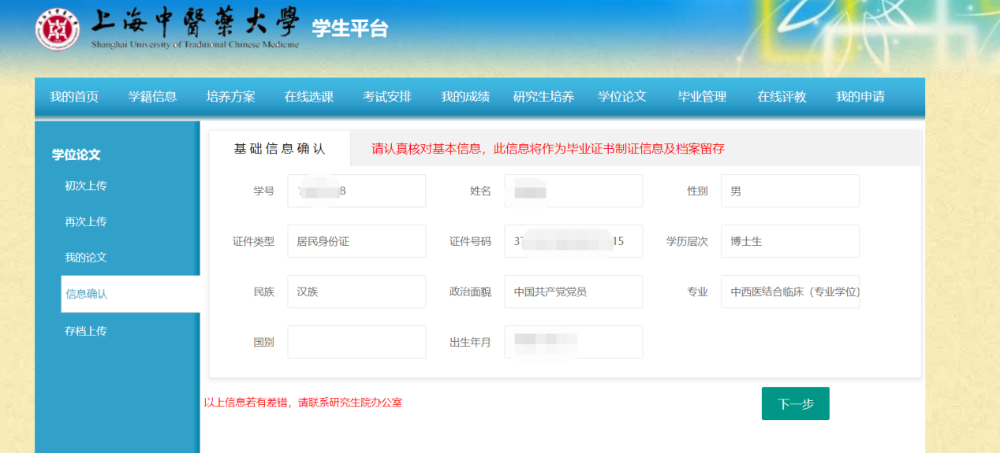 上海中醫藥大學 学生平台
Shanghai University of Traditional Chinese Medicine
我的首页 学籍信息 培养方案 在线选课 考试安排 我的成绩 研究生培养 学位论文 毕业管理 在线评教 我的申请
学位论文
初次上传
再次上传
我的论文
信息确认
存档上传
基础信息确认 请认真核对基本信息，此信息将作为毕业证书制证信息及档案留存
学号 8 姓名 性别 男
证件类型 居民身份证 证件号码 37 15 学历层次 博士生
民族 汉族 政治面貌 中国共产党党员 专业 中西医结合临床（专业学位）
国别 出生年月
以上信息若有差错，请联系研究生院办公室 下一步